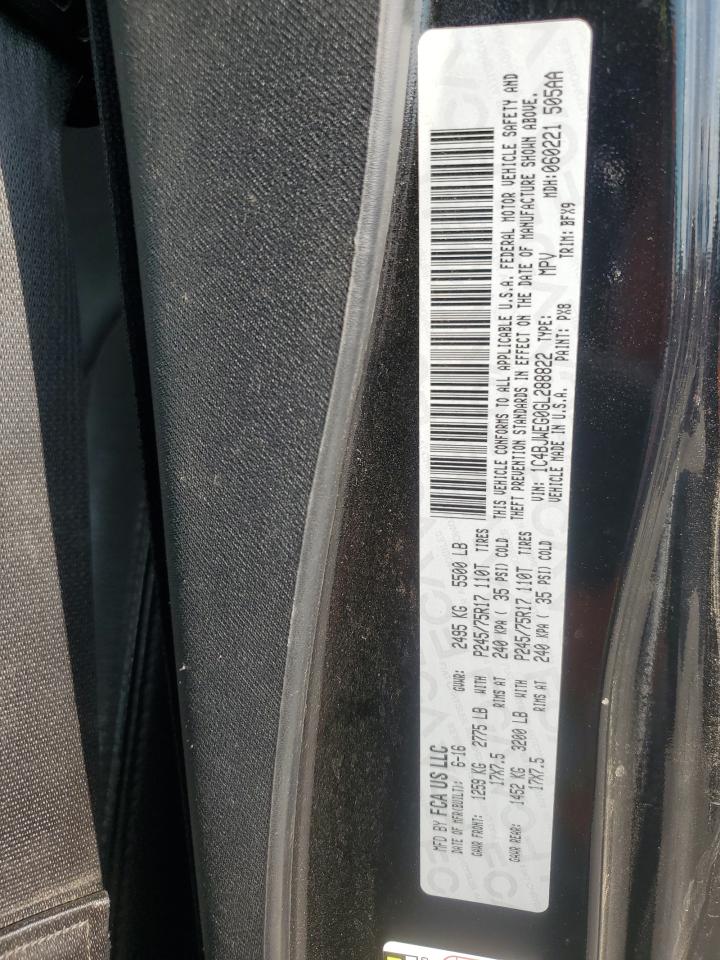 MFD BY FCA US LLC
DATE OF MFR(BUILT): 6-16 GVWR: 2495 KG 5500 LB
GAWR FRONT: 1259 KG 2775 LB WITH P245/75R17 110T TIRES
17X7.5 RIMS AT 240 KPA ( 35 PSI) COLD
GAWR REAR: 1452 KG 3200 LB WITH P245/75R17 110T TIRES
17X7.5 RIMS AT 240 KPA ( 35 PSI) COLD
THIS VEHICLE CONFORMS TO ALL APPLICABLE U.S.A. FEDERAL MOTOR VEHICLE SAFETY AND
THEFT PREVENTION STANDARDS IN EFFECT ON THE DATE OF MANUFACTURE SHOWN ABOVE.
VIN: 1C4BJWEG0GL288822 TYPE: MPV MDH:060221 505AA
VEHICLE MADE IN U.S.A. PAINT: PX8 TRIM: BFX9